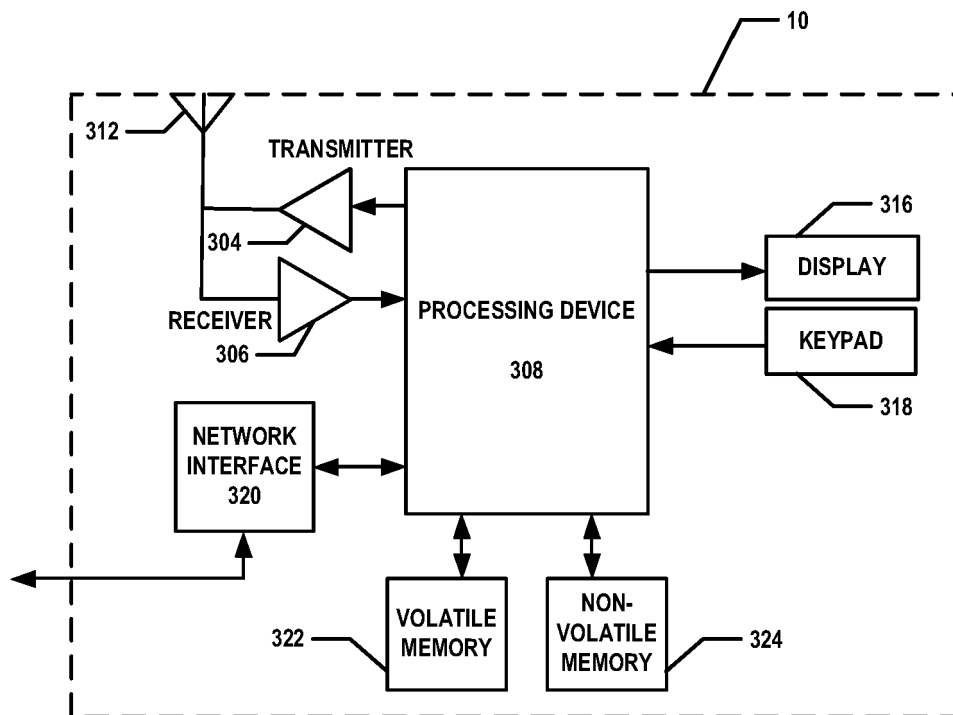 10
312
TRANSMITTER
304
316
DISPLAY
RECEIVER
306
PROCESSING DEVICE
308
KEYPAD
318
NETWORK
INTERFACE
320
322
VOLATILE
MEMORY
NON-
VOLATILE
MEMORY
324